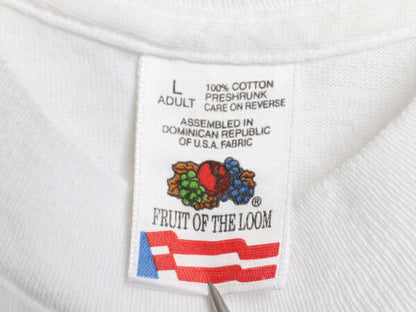 L
ADULT
100% COTTON
PRESHRUNK
CARE ON REVERSE
ASSEMBLED IN
DOMINICAN REPUBLIC
OF U.S.A. FABRIC
®
FRUIT OF THE LOOM